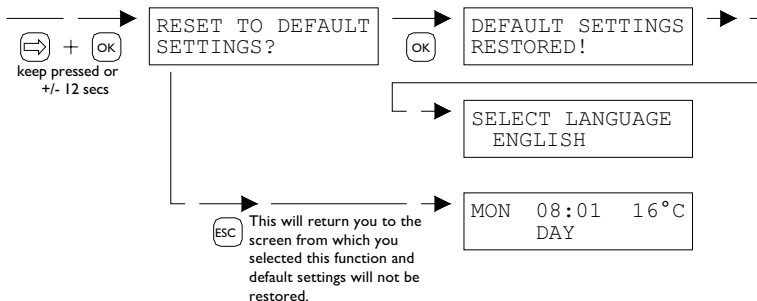 RESET TO DEFAULT
SETTINGS?
DEFAULT SETTINGS
RESTORED!
+ OK
OK
keep pressed or
+/- 12 secs
SELECT LANGUAGE
ENGLISH
MON 08:01 16°C
DAY
ESC
This will return you to the
screen from which you
selected this function and
default settings will not be
restored.